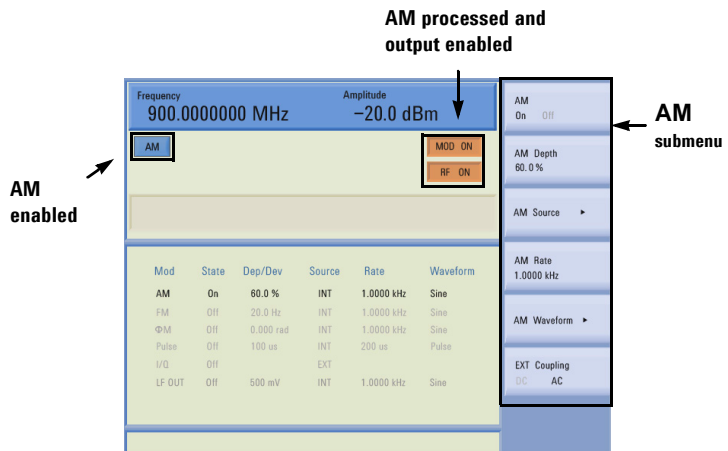 AM processed and
output enabled
Frequency
900.0000000 MHz
Amplitude
−20.0 dBm
AM
MOD ON
RF ON
AM
enabled
Mod State Dep/Dev Source Rate Waveform
AM On 60.0 % INT 1.0000 kHz Sine
FM Off 20.0 Hz INT 1.0000 kHz Sine
ΦM Off 0.000 rad INT 1.0000 kHz Sine
Pulse Off 100 us INT 200 us Pulse
I/Q Off EXT
LF OUT Off 500 mV INT 1.0000 kHz Sine
AM
On Off
AM Depth
60.0 %
AM Source ►
AM Rate
1.0000 kHz
AM Waveform ►
EXT Coupling
DC AC
AM
submenu